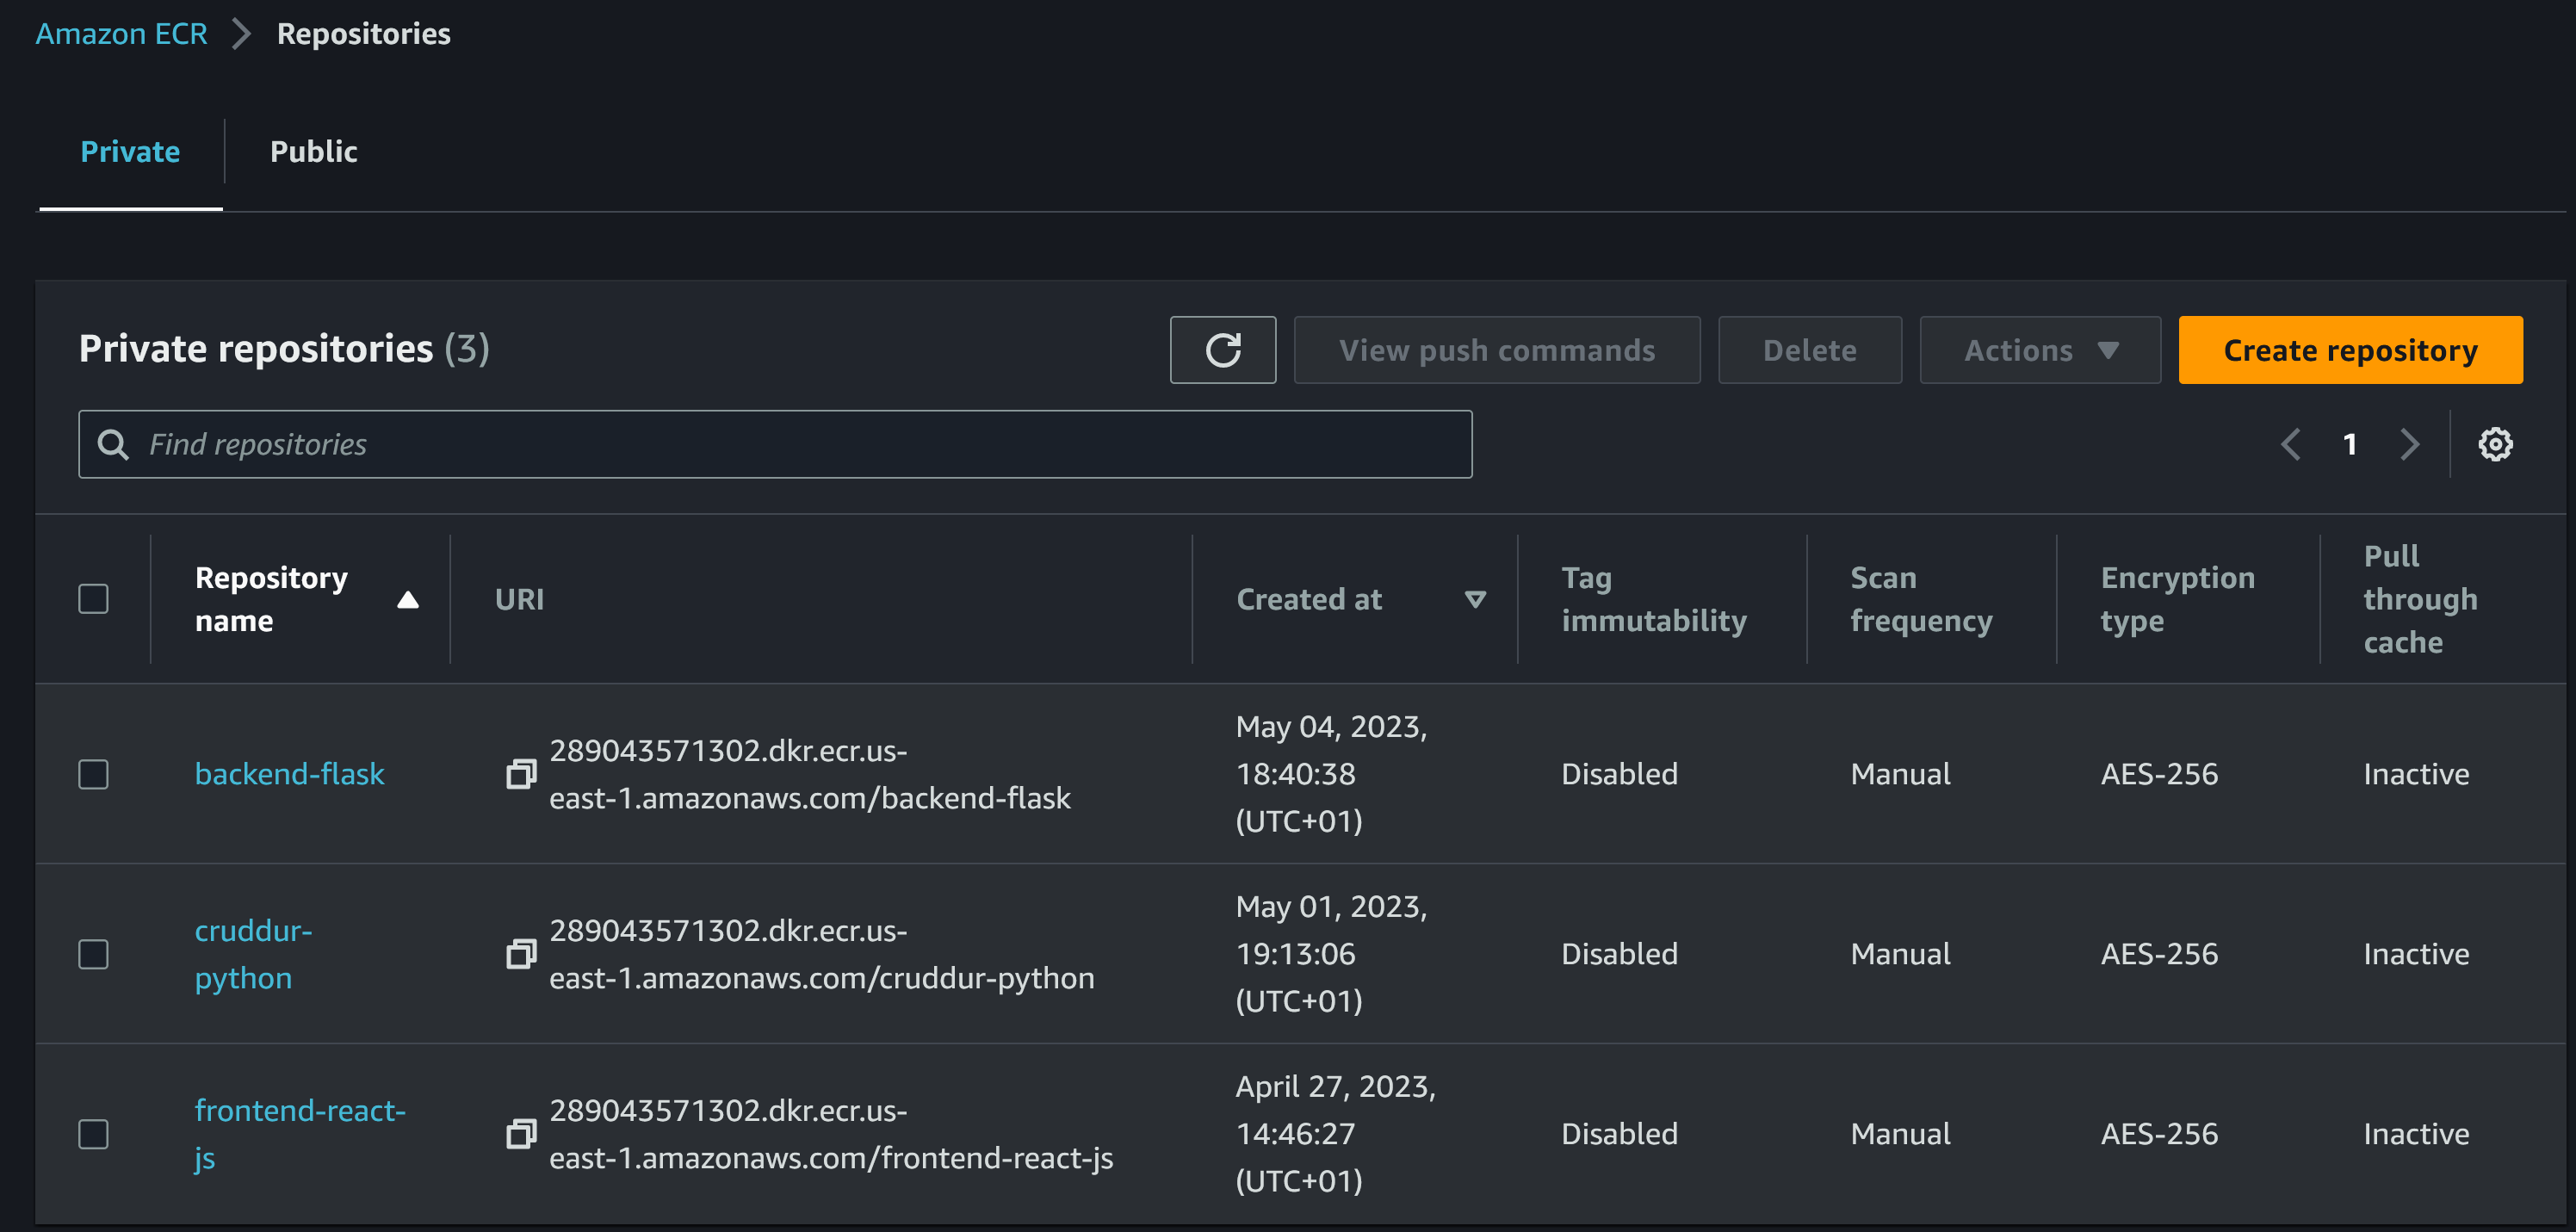 Amazon ECR > Repositories
Private
Public
Private repositories (3)
View push commands
Delete
Actions
Create repository
Find repositories
1
Repository name
URI
Created at
Tag immutability
Scan frequency
Encryption type
Pull through cache
backend-flask
289043571302.dkr.ecr.us-
east-1.amazonaws.com/backend-flask
May 04, 2023,
18:40:38
(UTC+01)
Disabled
Manual
AES-256
Inactive
cruddur-
python
289043571302.dkr.ecr.us-
east-1.amazonaws.com/cruddur-python
May 01, 2023,
19:13:06
(UTC+01)
Disabled
Manual
AES-256
Inactive
frontend-react-
js
289043571302.dkr.ecr.us-
east-1.amazonaws.com/frontend-react-js
April 27, 2023,
14:46:27
(UTC+01)
Disabled
Manual
AES-256
Inactive